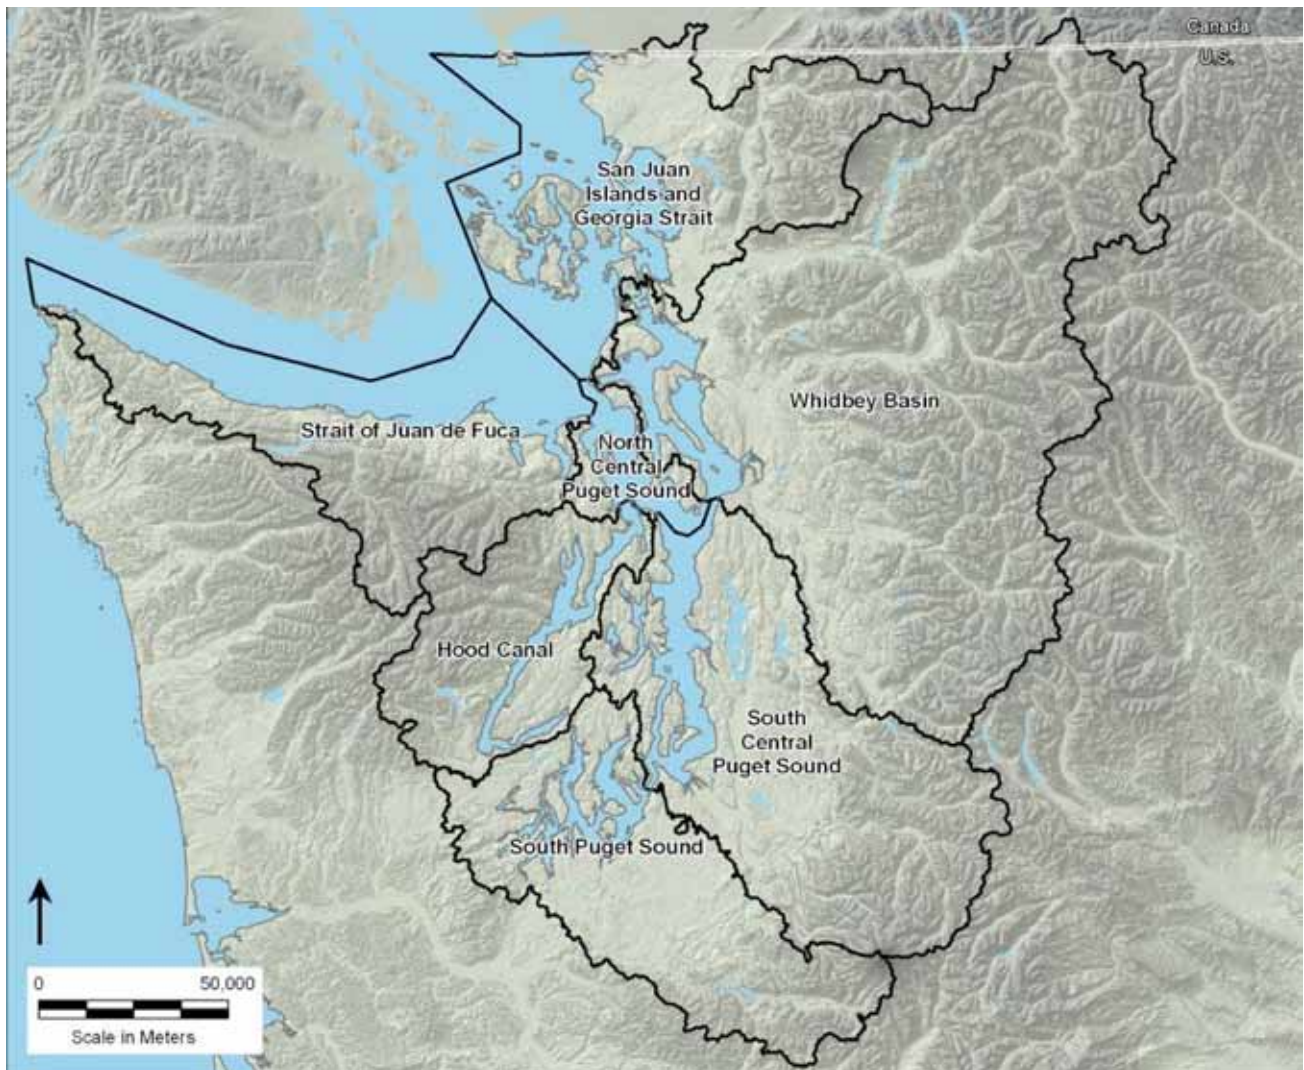 Canada
U.S.
San Juan
Islands and
Georgia Strait
Whidbey Basin
Strait of Juan de Fuca
North
Central
Puget Sound
Hood Canal
South
Central
Puget Sound
South Puget Sound
0 50,000
Scale in Meters